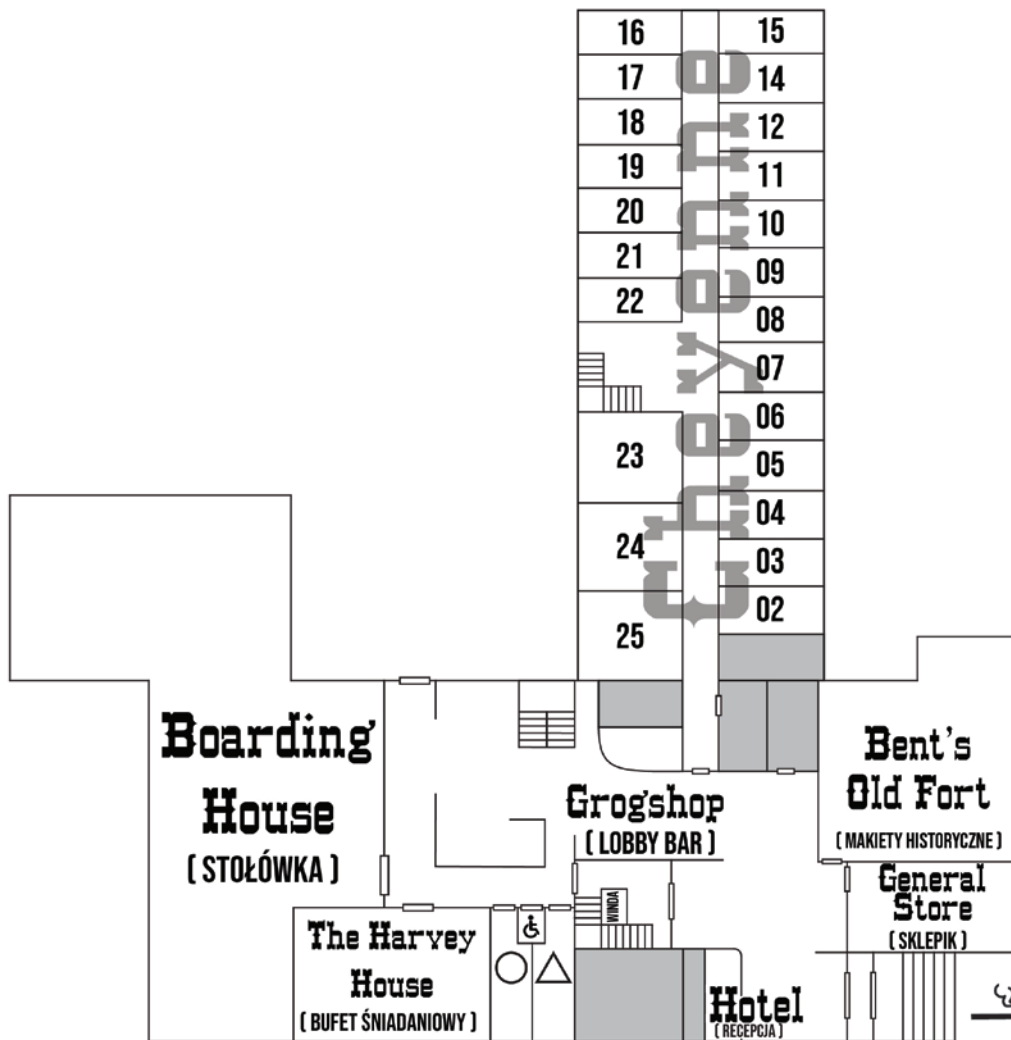 16 15
17 14
18 12
19 11
20 10
21 09
22 08
07
06
23 05
24 04
03
25 02
Cheyenne
Boarding
House
( STOŁÓWKA )
Grogshop
( LOBBY BAR )
Bent's
Old Fort
( MAKIETY HISTORYCZNE )
General
Store
( SKLEPIK )
WINDA
The Harvey
House
( BUFET ŚNIADANIOWY )
Hotel
( RECEPCJA )